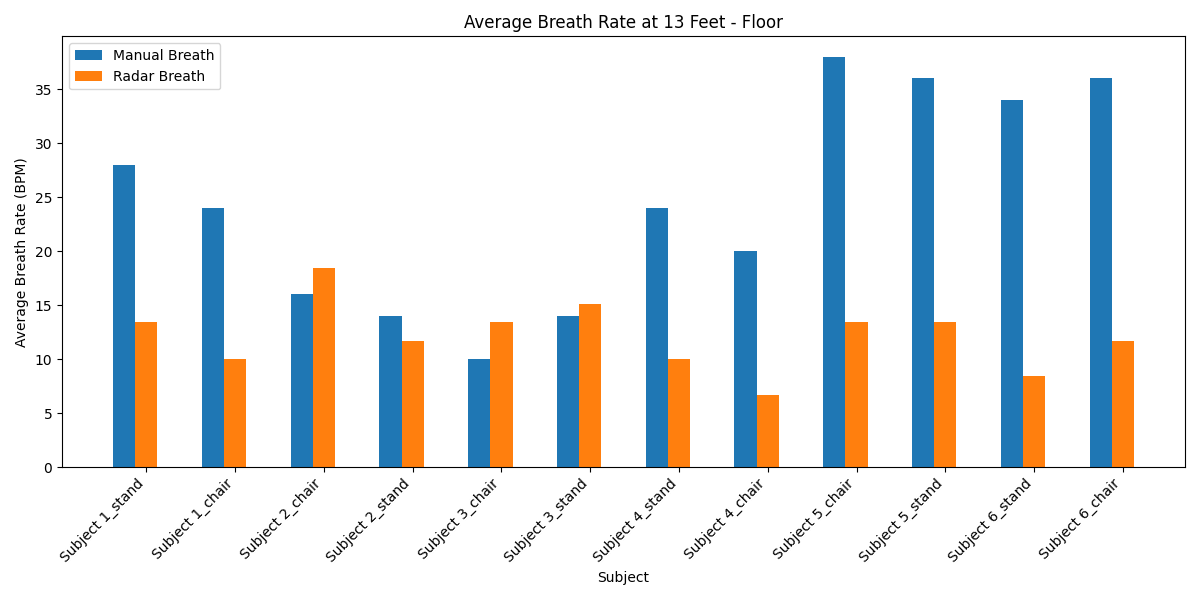 Average Breath Rate at 13 Feet - Floor
Manual Breath
Radar Breath
Average Breath Rate (BPM)
35
30
25
20
15
10
5
0
Subject 1_stand
Subject 1_chair
Subject 2_chair
Subject 2_stand
Subject 3_chair
Subject 3_stand
Subject 4_stand
Subject 4_chair
Subject 5_chair
Subject 5_stand
Subject 6_stand
Subject 6_chair
Subject